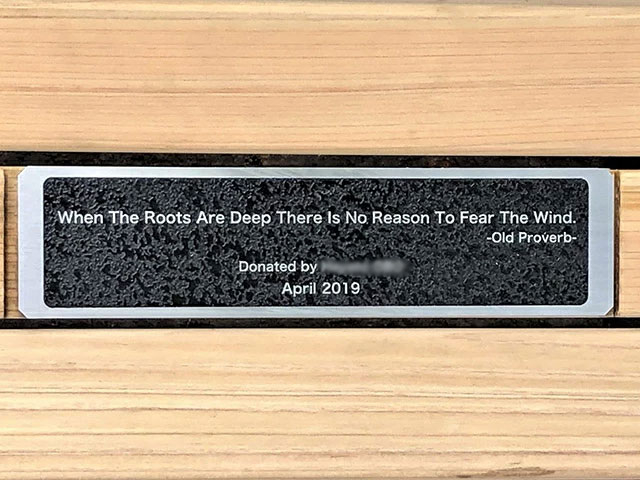 When The Roots Are Deep There Is No Reason To Fear The Wind.
-Old Proverb-
Donated by
April 2019